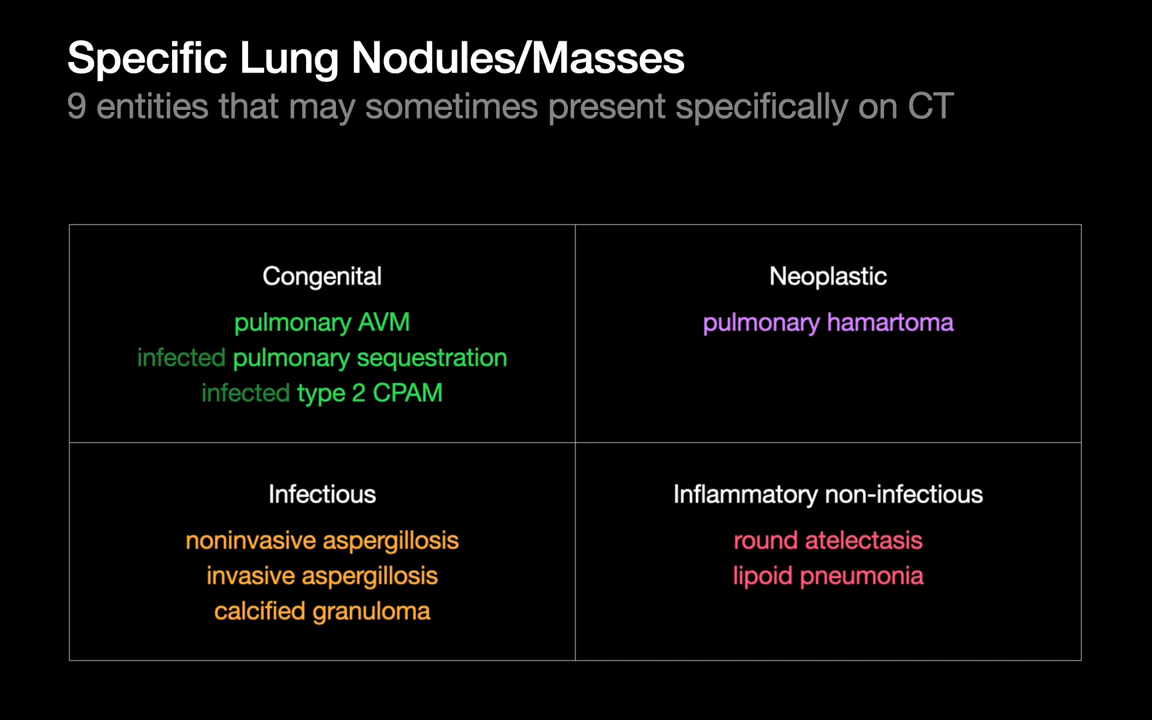 Specific Lung Nodules/Masses
9 entities that may sometimes present specifically on CT
Congenital
pulmonary AVM
infected pulmonary sequestration
infected type 2 CPAM
Neoplastic
pulmonary hamartoma
Infectious
noninvasive aspergillosis
invasive aspergillosis
calcified granuloma
Inflammatory non-infectious
round atelectasis
lipoid pneumonia